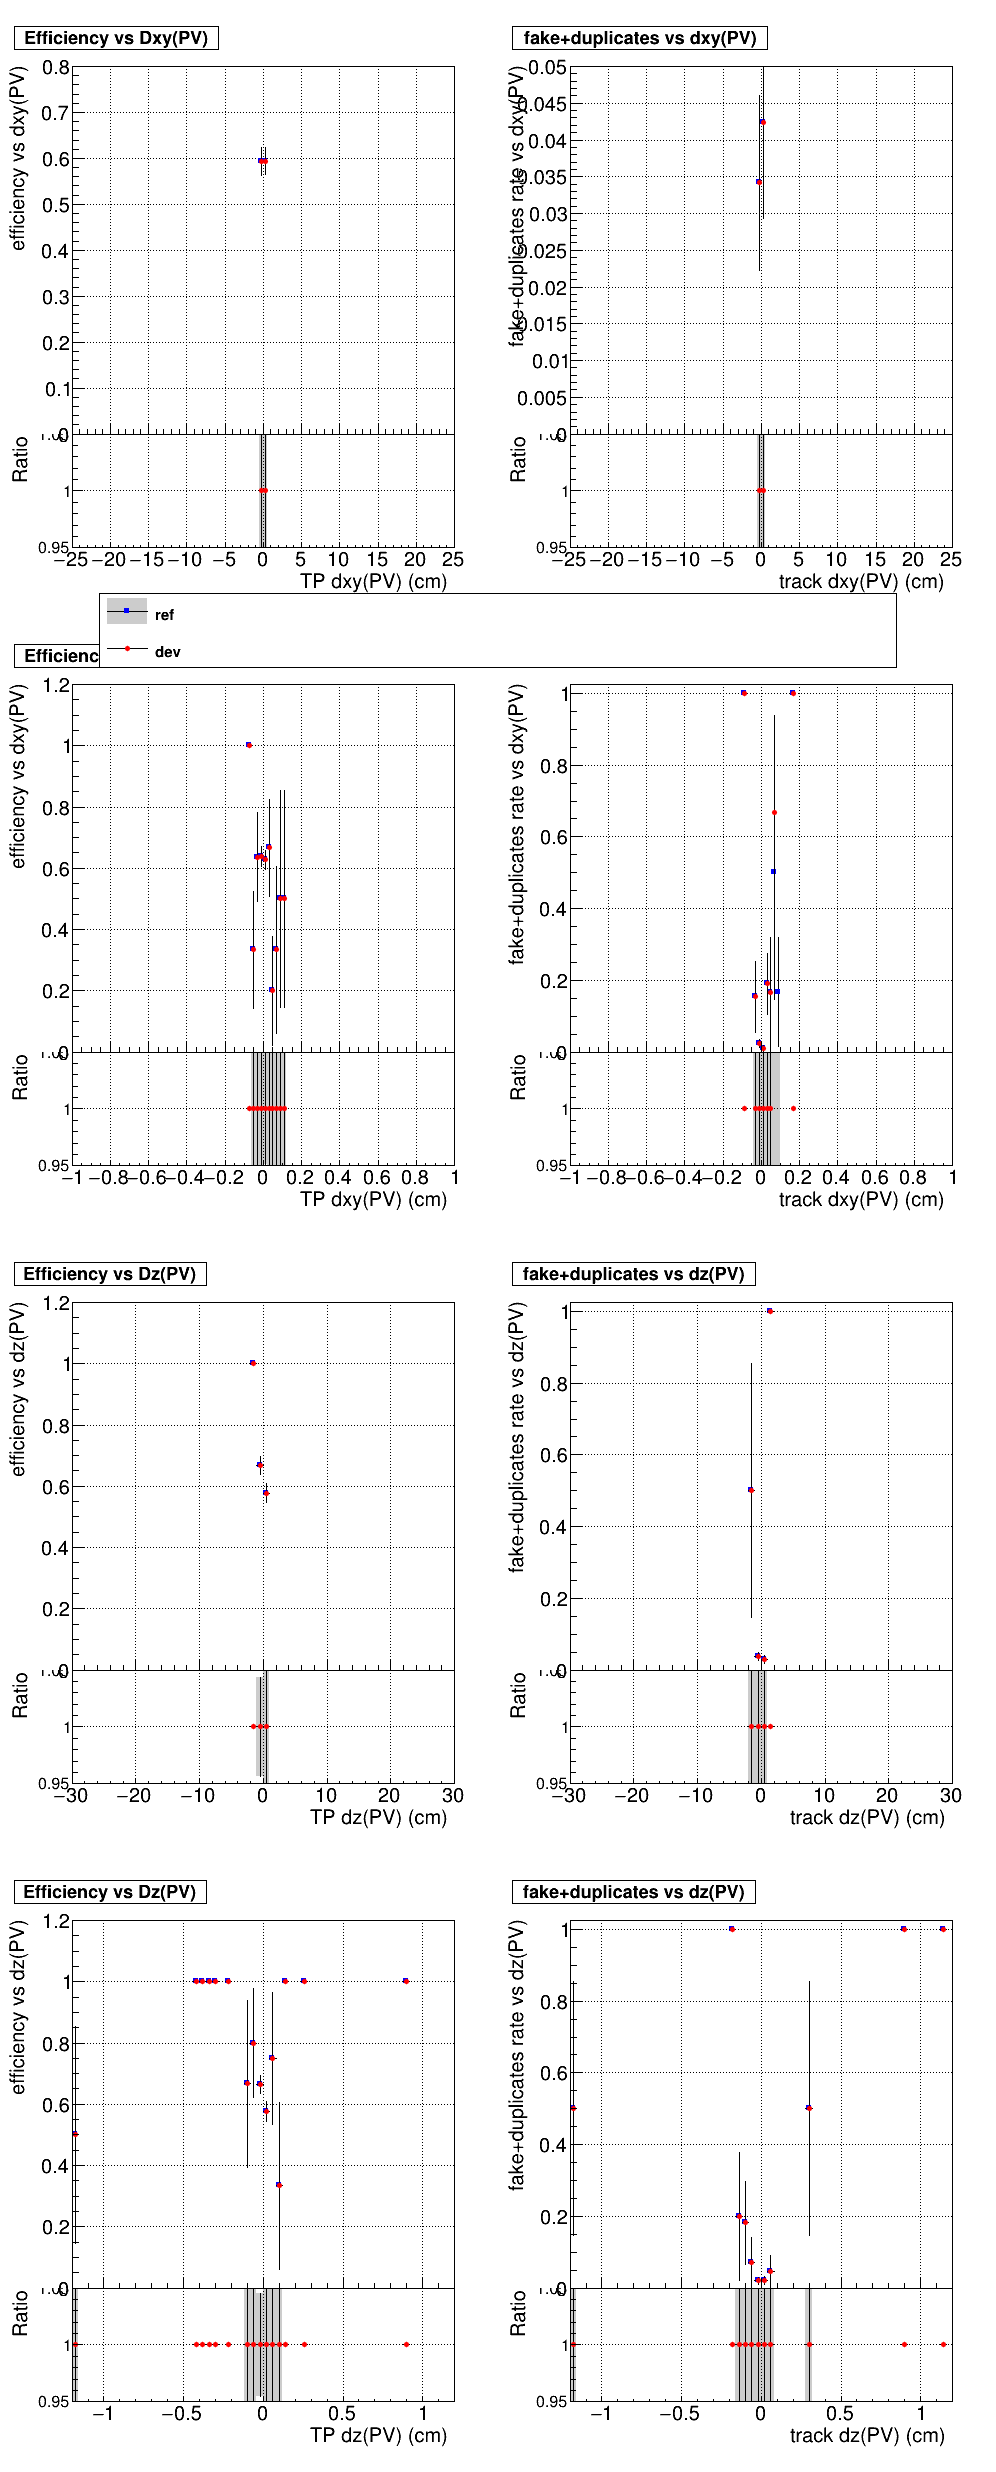 Efficiency vs Dxy(PV)
fake+duplicates vs dxy(PV)
efficiency vs dxy(PV)
0.8
0.7
0.6
0.5
0.4
0.3
0.2
0.1
0
Ratio
1
0.95
−25 −20 −15 −10 −5 0 5 10 15 20 25
TP dxy(PV) (cm)
fake+duplicates rate vs dxy(PV)
0.05
0.045
0.04
0.035
0.03
0.025
0.02
0.015
0.01
0.005
0
Ratio
1
0.95
−25 −20 −15 −10 −5 0 5 10 15 20 25
track dxy(PV) (cm)
ref
dev
Efficienc
efficiency vs dxy(PV)
1.2
1
0.8
0.6
0.4
0.2
0
Ratio
1
0.95
−1 −0.8 −0.6 −0.4 −0.2 0 0.2 0.4 0.6 0.8 1
TP dxy(PV) (cm)
fake+duplicates rate vs dxy(PV)
1
0.8
0.6
0.4
0.2
0
Ratio
1
0.95
−1 −0.8 −0.6 −0.4 −0.2 0 0.2 0.4 0.6 0.8 1
track dxy(PV) (cm)
Efficiency vs Dz(PV)
fake+duplicates vs dz(PV)
efficiency vs dz(PV)
1.2
1
0.8
0.6
0.4
0.2
0
Ratio
1
0.95
−30 −20 −10 0 10 20 30
TP dz(PV) (cm)
fake+duplicates rate vs dz(PV)
1
0.8
0.6
0.4
0.2
0
Ratio
1
0.95
−30 −20 −10 0 10 20 30
track dz(PV) (cm)
Efficiency vs Dz(PV)
fake+duplicates vs dz(PV)
efficiency vs dz(PV)
1.2
1
0.8
0.6
0.4
0.2
0
Ratio
1
0.95
−1 −0.5 0 0.5 1
TP dz(PV) (cm)
fake+duplicates rate vs dz(PV)
1
0.8
0.6
0.4
0.2
0
Ratio
1
0.95
−1 −0.5 0 0.5 1
track dz(PV) (cm)